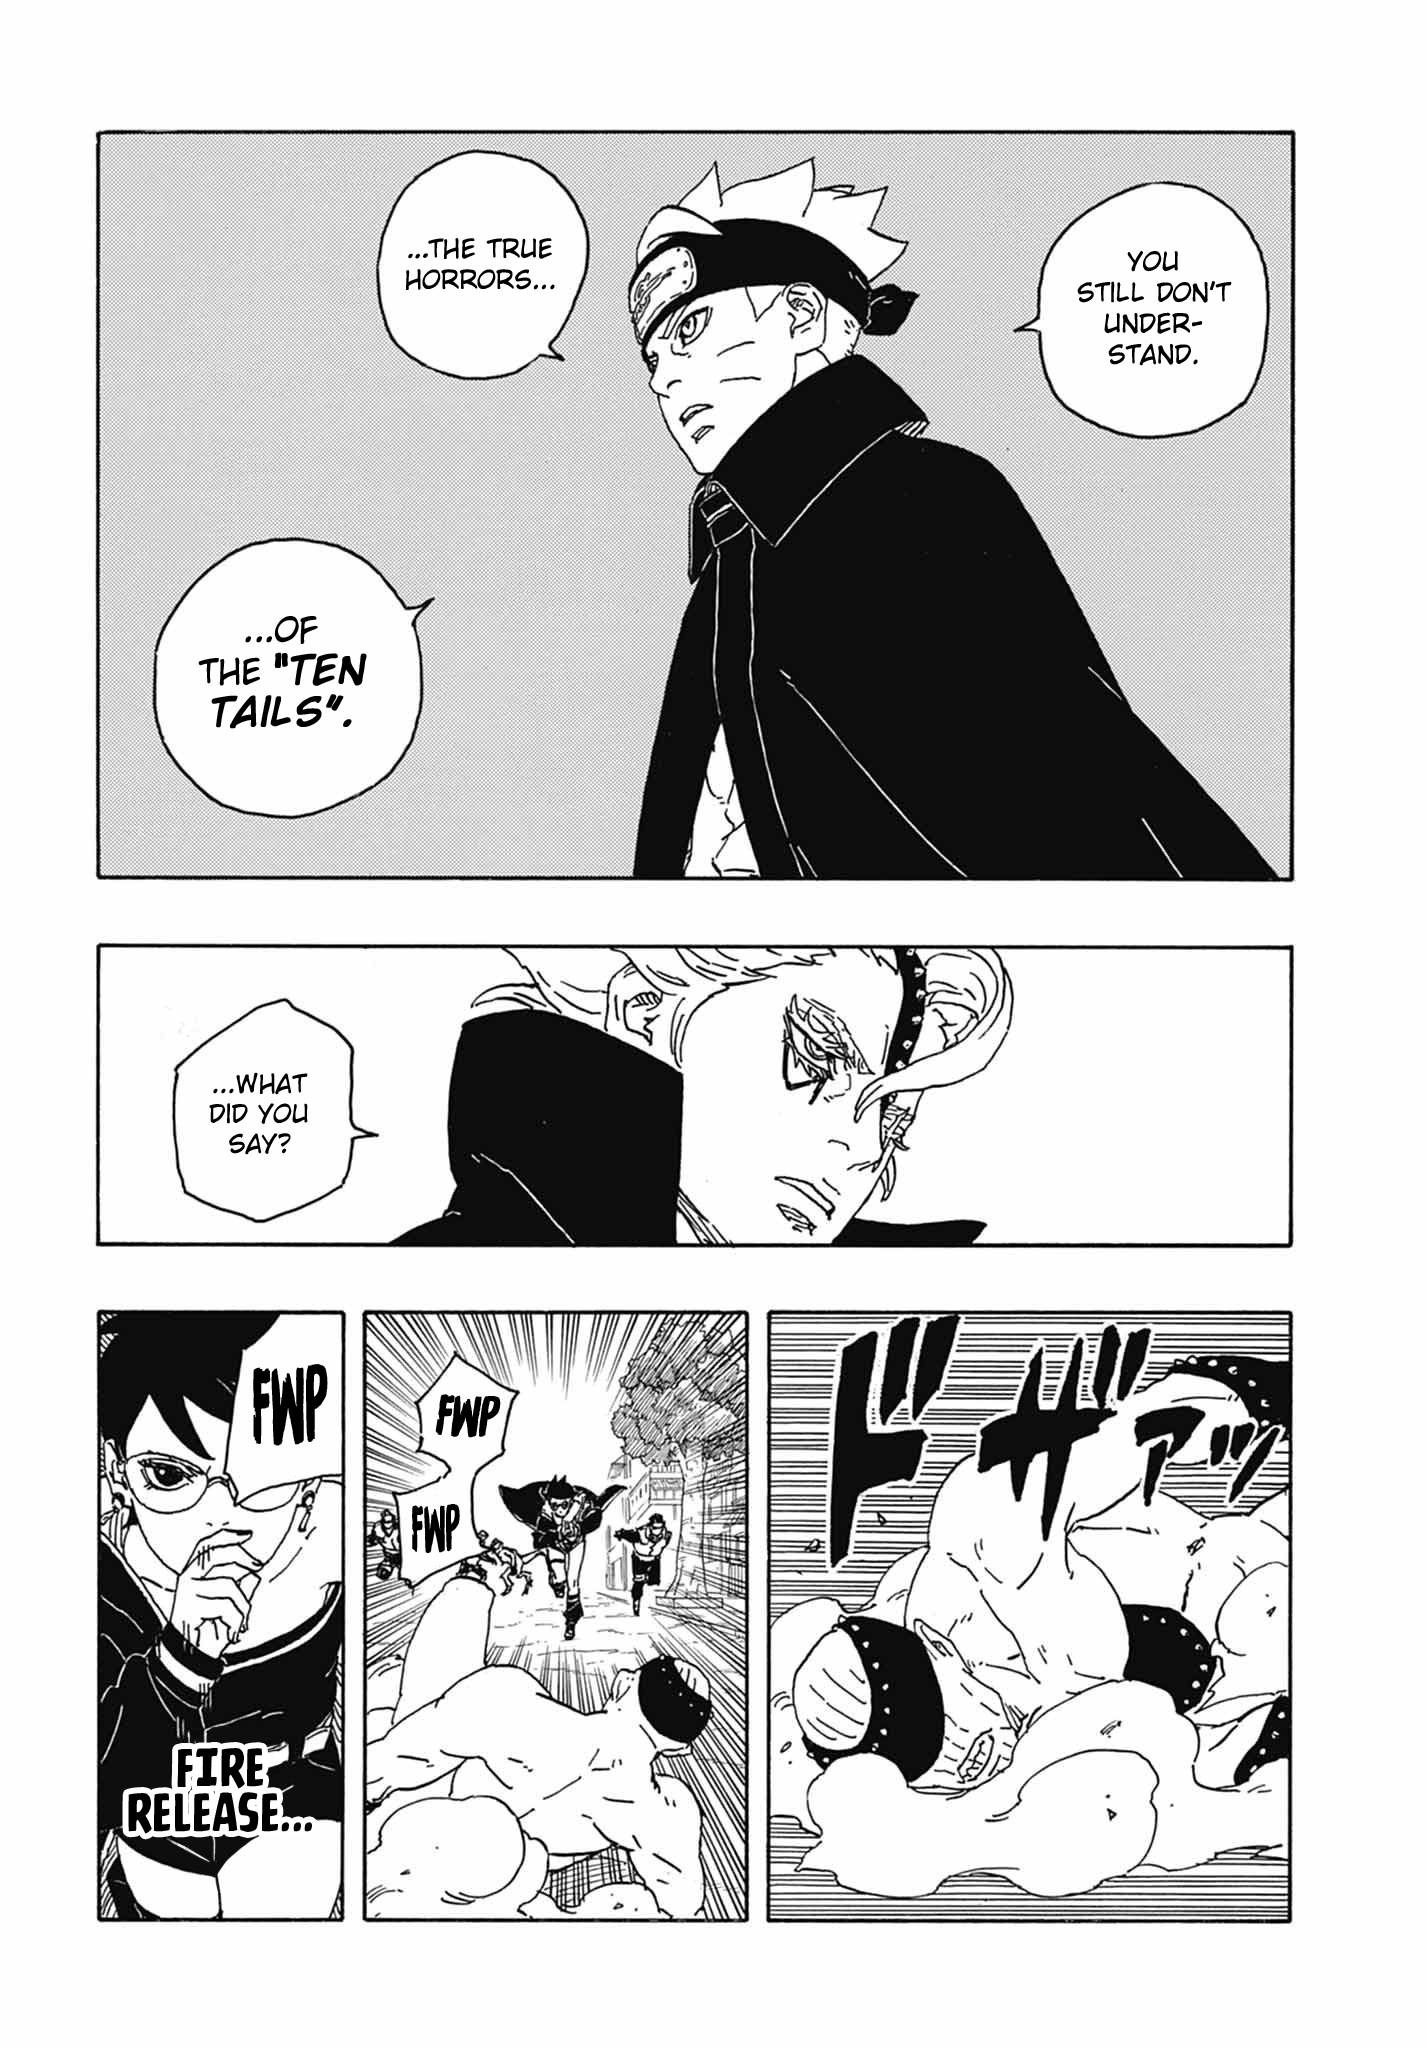 YOU
STILL DON'T
UNDER-
STAND.
...THE TRUE
HORRORS...
...OF
THE "TEN
TAILS".
...WHAT
DID YOU
SAY?
ドザァッ
FWP
FWP
FWP
FIRE
RELEASE...